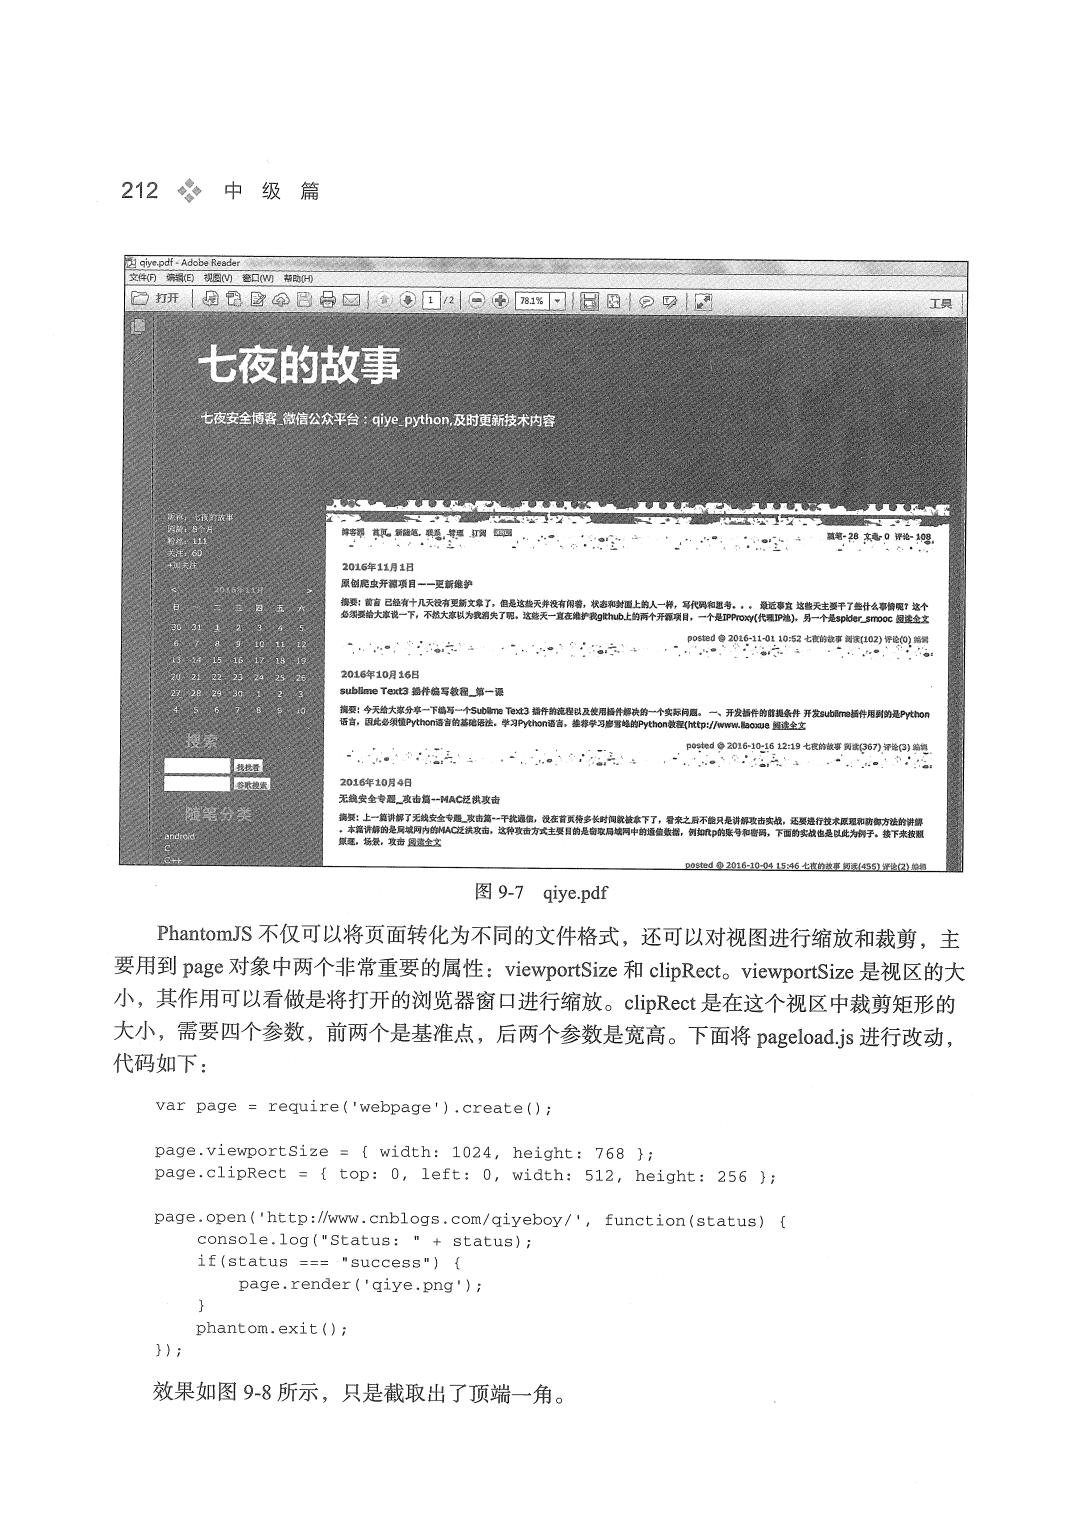 212 中 级 篇
qiye.pdf - Adobe Reader
文件(F) 编辑(E) 视图(V) 窗口(W) 帮助(H)
打开 1 /2 78.1% 工具
七夜的故事
七夜安全博客_微信公众平台：qiye_python,及时更新技术内容
昵称：七夜的故事
园龄：8个月
粉丝：111
关注：60
+加关注
< 2016年11月 >
日 一 二 三 四 五 六
30 31 1 2 3 4 5
6 8 9 10 11 12
13 14 15 16 17 18 19
20 21 22 23 24 25 26
27 28 29 30 1 2 3
4 5 6 7 8 9 10
搜索
找找看
谷歌搜索
随笔分类
android
C
C++
博客园 首页 新随笔 联系 管理 订阅
随笔- 28 文章- 0 评论- 108
2016年11月1日
原创爬虫开源项目——更新维护
摘要: 前言 已经有十几天没有更新文章了，但是这些天并没有闲着，状态和封面上的人一样，写代码和思考。。。 最近事宜 这些天主要干了些什么事情呢？这个
必须要给大家说一下，不然大家以为我消失了呢。这些天一直在维护我github上的两个开源项目，一个是IPProxy(代理IP池)，另一个是spider_smooc 阅读全文
posted @ 2016-11-01 10:52 七夜的故事 阅读(102) 评论(0) 编辑
2016年10月16日
sublime Text3 插件编写教程_第一课
摘要: 今天给大家分享一下编写一个Sublime Text3 插件的流程以及使用插件解决的一个实际问题。 一、开发插件的前提条件 开发sublime插件用到的是Python
语言，因此必须懂Python语言的基础语法。学习Python语言，推荐学习廖雪峰的Python教程(http://www.liaoxue 阅读全文
posted @ 2016-10-16 12:19 七夜的故事 阅读(367) 评论(3) 编辑
2016年10月4日
无线安全专题_攻击篇--MAC泛洪攻击
摘要: 上一篇讲解了无线安全专题_攻击篇--干扰通信，没在首页待多长时间就被拿下了，看来之后不能只是讲解攻击实战，还要进行技术原理和防御方法的讲解
。本篇讲解的是局域网内的MAC泛洪攻击，这种攻击方式主要目的是窃取局域网中的通信数据，例如ftp的账号和密码，下面的实战也是以此为例子。接下来按照
原理，场景，攻击 阅读全文
posted @ 2016-10-04 15:46 七夜的故事 阅读(455) 评论(2) 编辑
图 9-7 qiye.pdf
PhantomJS 不仅可以将页面转化为不同的文件格式，还可以对视图进行缩放和裁剪，主
要用到 page 对象中两个非常重要的属性：viewportSize 和 clipRect。viewportSize 是视区的大
小，其作用可以看做是将打开的浏览器窗口进行缩放。clipRect 是在这个视区中裁剪矩形的
大小，需要四个参数，前两个是基准点，后两个参数是宽高。下面将 pageload.js 进行改动，
代码如下：
var page = require('webpage').create();
page.viewportSize = { width: 1024, height: 768 };
page.clipRect = { top: 0, left: 0, width: 512, height: 256 };
page.open('http://www.cnblogs.com/qiyeboy/', function(status) {
console.log("Status: " + status);
if(status === "success") {
page.render('qiye.png');
}
phantom.exit();
});
效果如图 9-8 所示，只是截取出了顶端一角。